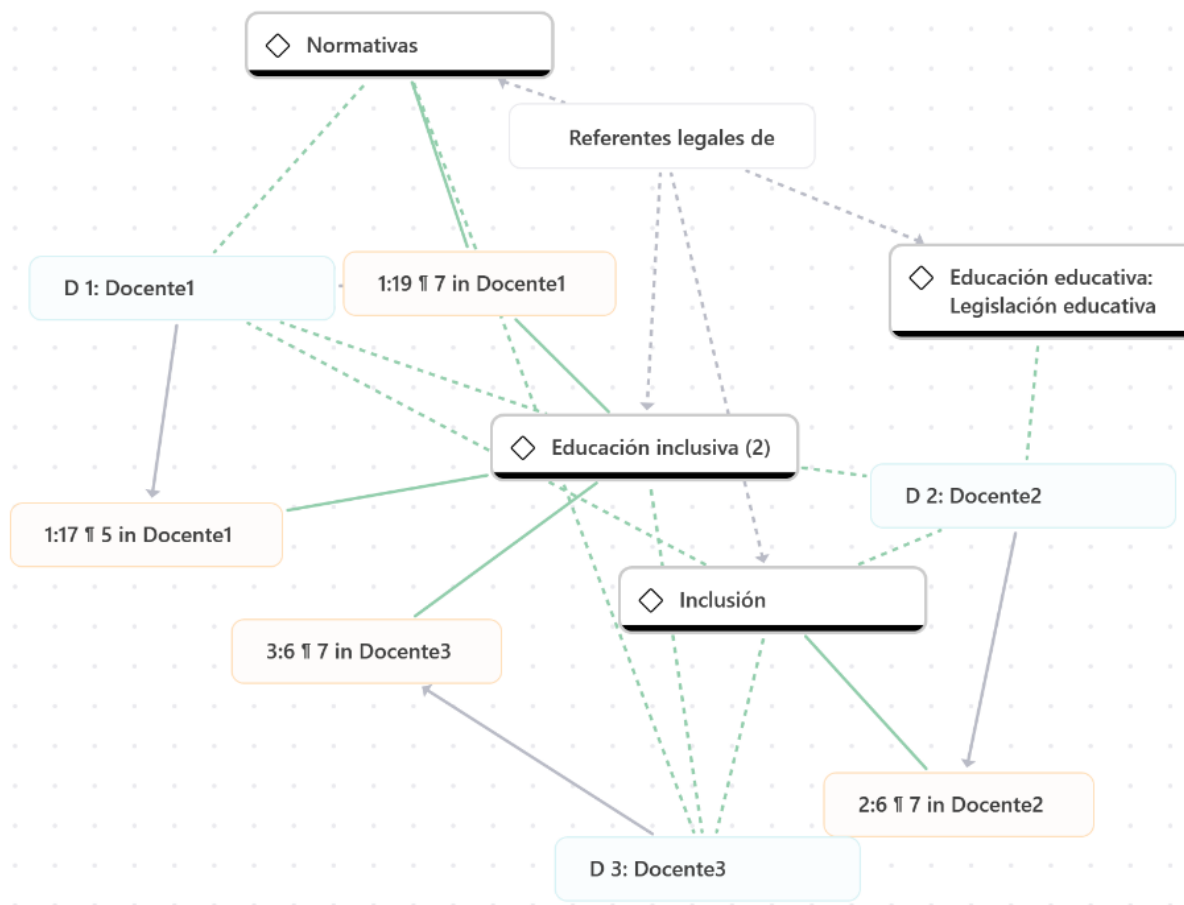 Normativas
Referentes legales de
D 1: Docente1
1:19 ¶ 7 in Docente1
Educación educativa:
Legislación educativa
Educación inclusiva (2)
D 2: Docente2
1:17 ¶ 5 in Docente1
Inclusión
3:6 ¶ 7 in Docente3
2:6 ¶ 7 in Docente2
D 3: Docente3